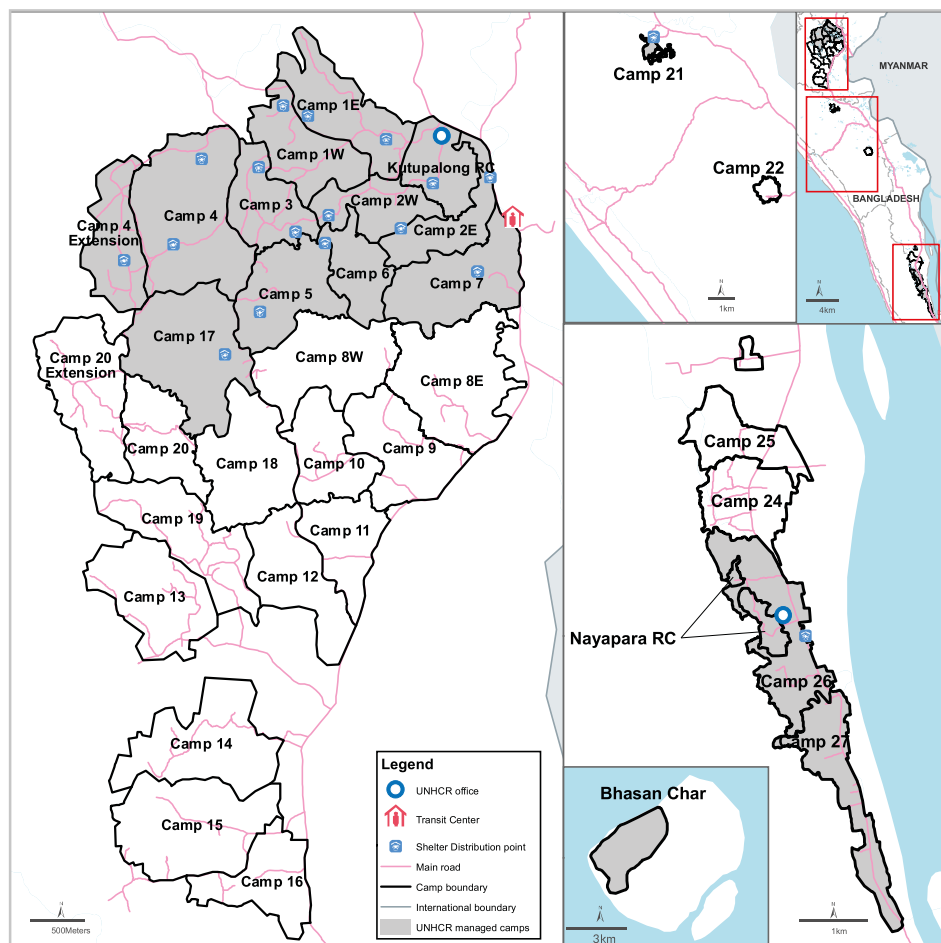 Camp 1E
Camp 1W
Kutupalong RC
Camp 4
Camp 3
Camp 2W
Camp 4
Extension
Camp 2E
Camp 6
Camp 7
Camp 5
Camp 17
Camp 20
Extension
Camp 8W
Camp 8E
Camp 20
Camp 18
Camp 10
Camp 9
Camp 19
Camp 11
Camp 12
Camp 13
Camp 14
Camp 15
Camp 16
N
500Meters
Legend
UNHCR office
Transit Center
Shelter Distribution point
Main road
Camp boundary
International boundary
UNHCR managed camps
Camp 21
Camp 22
N
1km
MYANMAR
BANGLADESH
N
4km
Camp 25
Camp 24
Nayapara RC
Camp 26
Camp 27
N
1km
Bhasan Char
N
3km